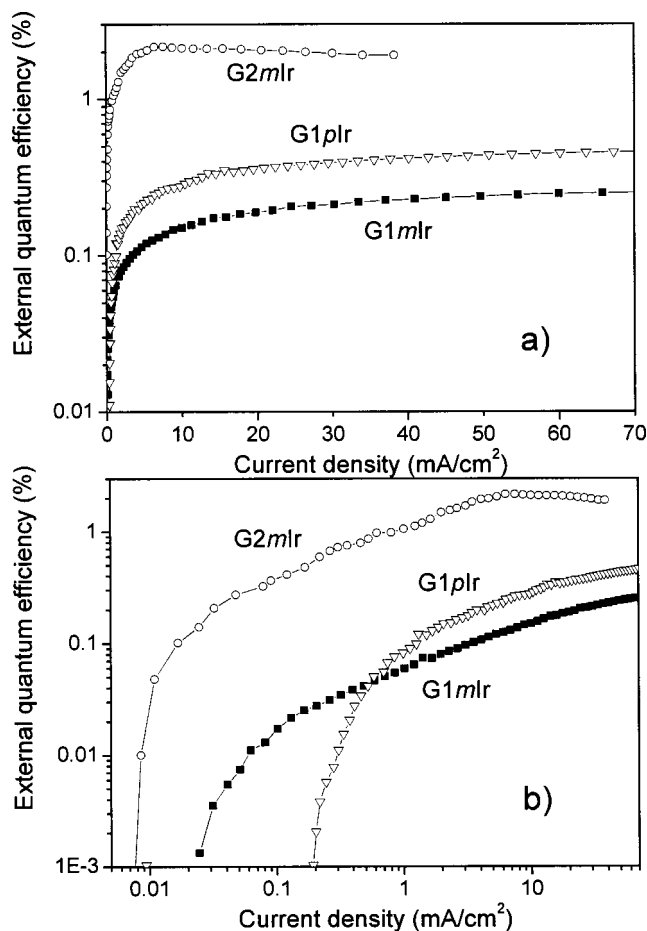 External quantum efficiency (%)
1
0.1
0.01
G2mIr
G1pIr
G1mIr
a)
0 10 20 30 40 50 60 70
Current density (mA/cm²)
External quantum efficiency (%)
1
0.1
0.01
1E-3
G2mIr
G1pIr
G1mIr
b)
0.01 0.1 1 10
Current density (mA/cm²)